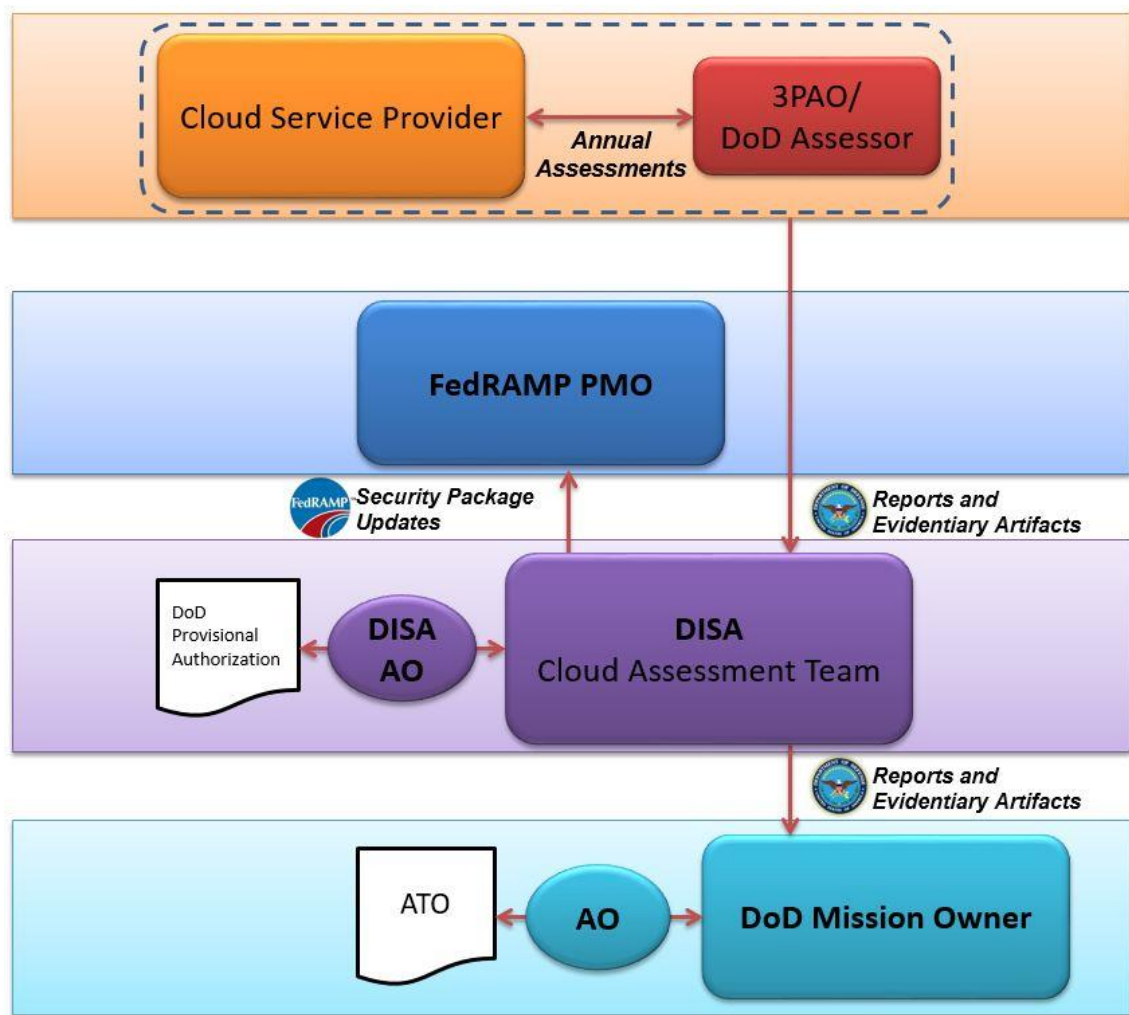 Cloud Service Provider
Annual
Assessments
3PAO/
DoD Assessor
FedRAMP PMO
FedRAMP
Security Package
Updates
Reports and
Evidentiary Artifacts
DoD
Provisional
Authorization
DISA
AO
DISA
Cloud Assessment Team
Reports and
Evidentiary Artifacts
ATO
AO
DoD Mission Owner